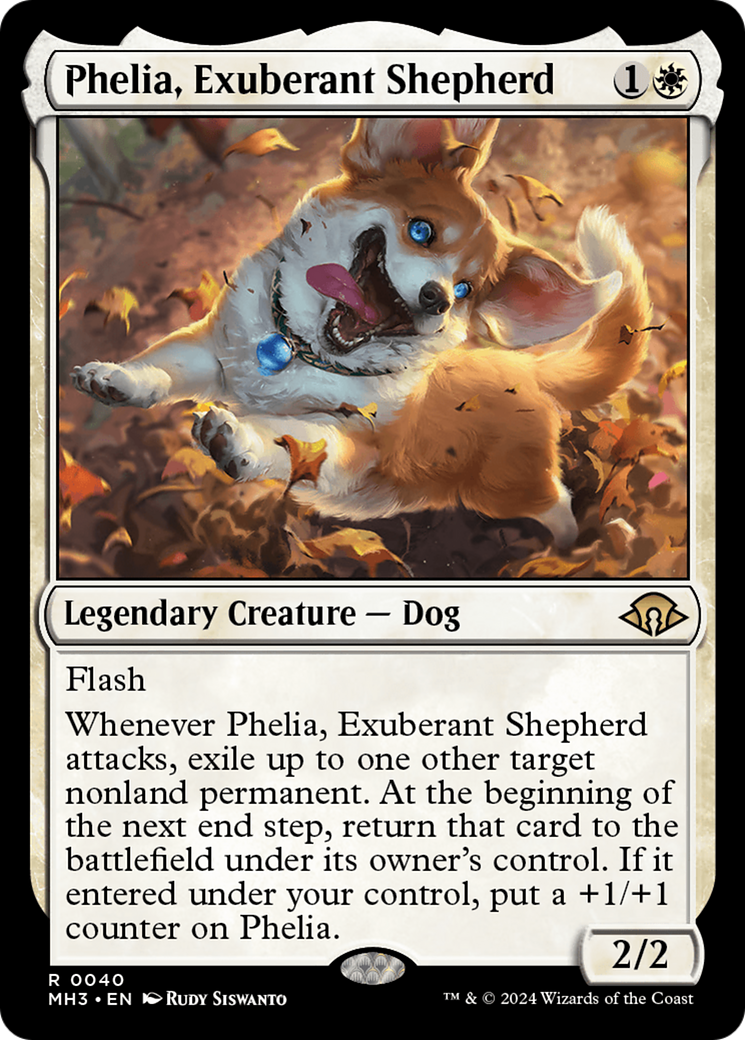 Phelia, Exuberant Shepherd 1
Legendary Creature — Dog
Flash
Whenever Phelia, Exuberant Shepherd
attacks, exile up to one other target
nonland permanent. At the beginning of
the next end step, return that card to the
battlefield under its owner's control. If it
entered under your control, put a +1/+1
counter on Phelia.
2/2
R 0040
MH3 • EN Rudy Siswanto
™ & © 2024 Wizards of the Coast